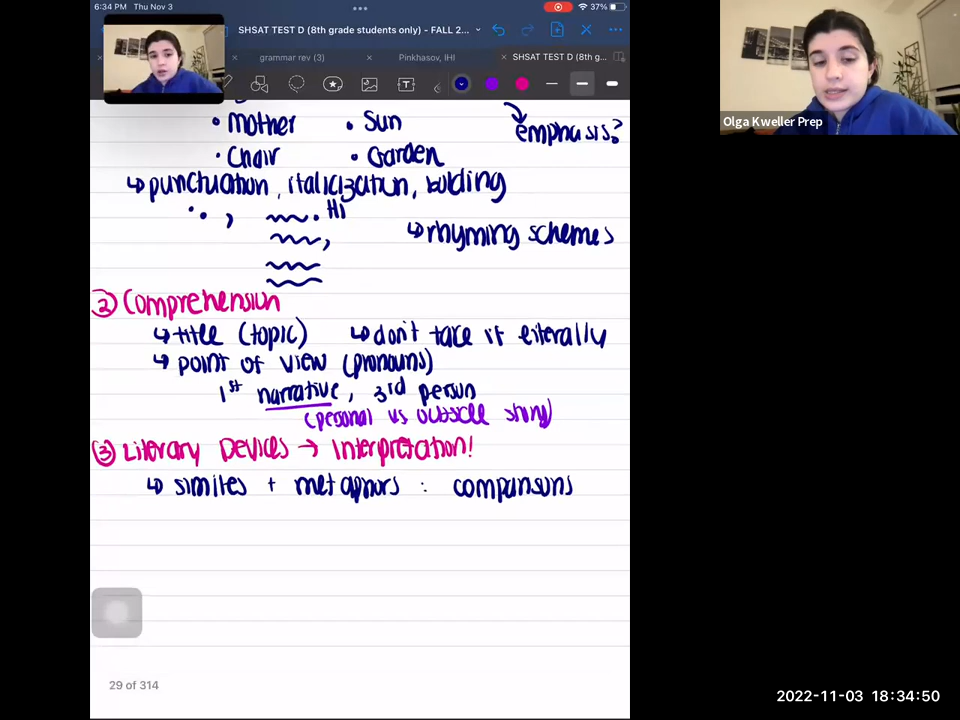 6:34 PM Thu Nov 3
37%
SHSAT TEST D (8th grade students only) - FALL 2...
grammar rev (3)
Pinkhasov, IHI
SHSAT TEST D (8th g...
Olga Kweller Prep
• Mother • Sun
emphasis?
• Chair • Garden
↳ punctuation, italicization, bolding
Hi
↳ rhyming schemes
② Comprehension
↳ title (topic) ↳ don't take it literally
↳ point of view (pronouns)
1st narrative, 3rd person
(personal vs outside story)
③ Literary Devices → Interpretation!
↳ similes + metaphors : comparisons
29 of 314
2022-11-03 18:34:50